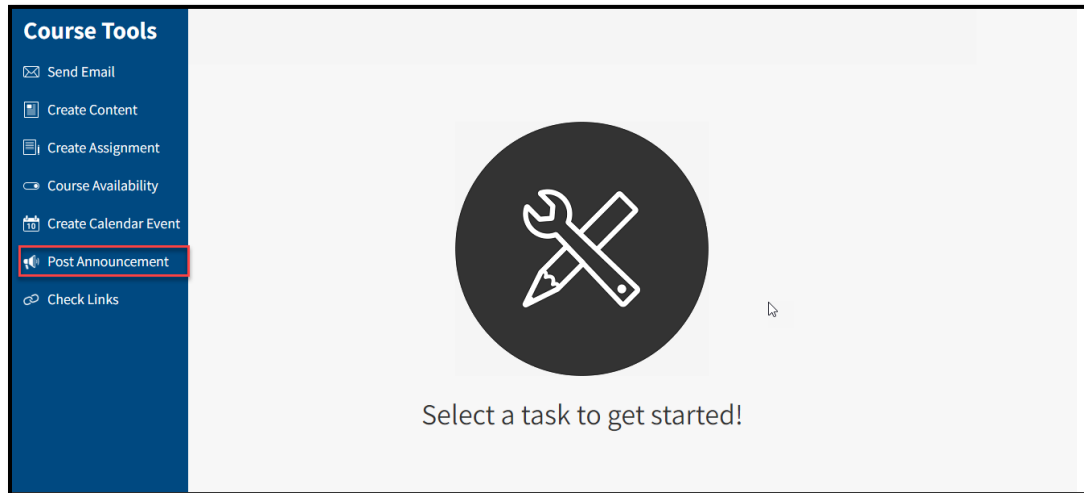 Course Tools
Send Email
Create Content
Create Assignment
Course Availability
10
Create Calendar Event
Post Announcement
Check Links
Select a task to get started!